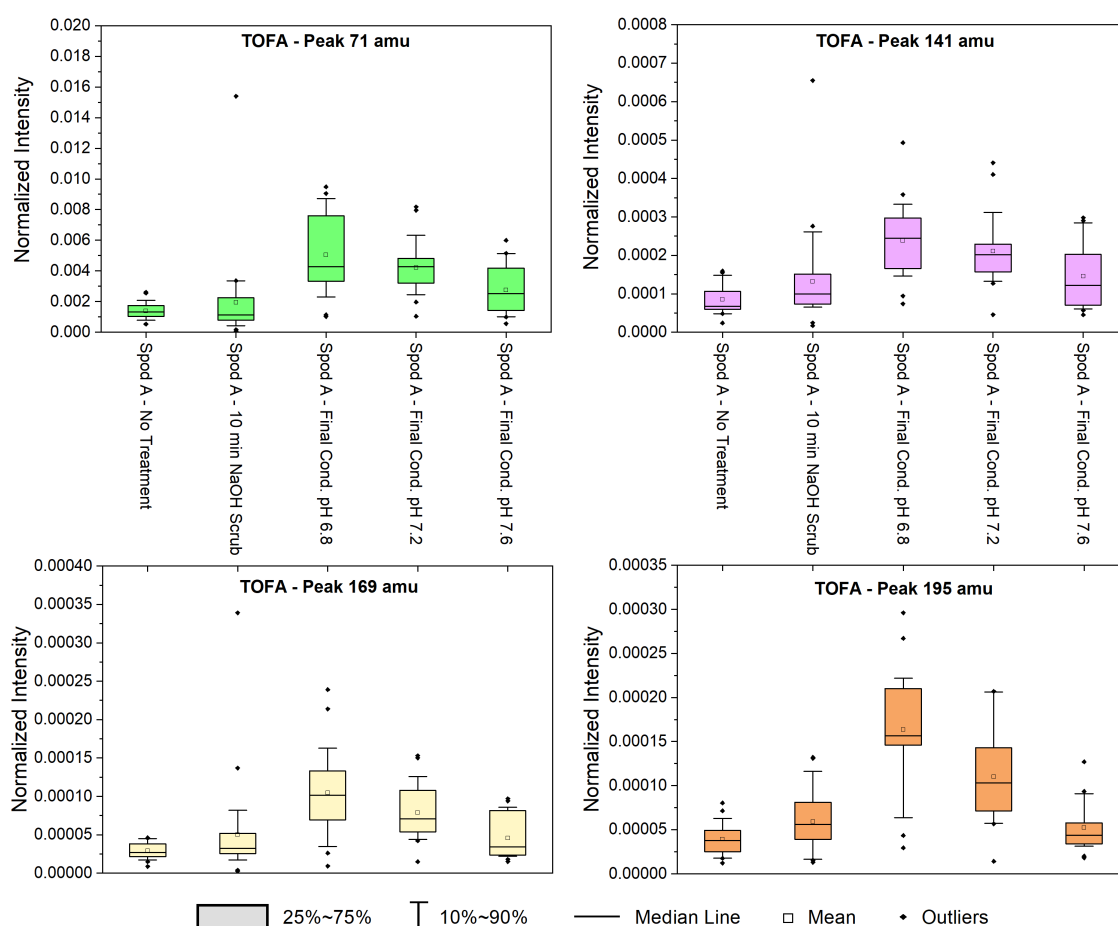 TOFA - Peak 71 amu
Normalized Intensity
0.020
0.018
0.016
0.014
0.012
0.010
0.008
0.006
0.004
0.002
0.000
Spod A - No Treatment
Spod A - 10 min NaOH Scrub
Spod A - Final Cond. pH 6.8
Spod A - Final Cond. pH 7.2
Spod A - Final Cond. pH 7.6
TOFA - Peak 141 amu
Normalized Intensity
0.0008
0.0007
0.0006
0.0005
0.0004
0.0003
0.0002
0.0001
0.0000
Spod A - No Treatment
Spod A - 10 min NaOH Scrub
Spod A - Final Cond. pH 6.8
Spod A - Final Cond. pH 7.2
Spod A - Final Cond. pH 7.6
TOFA - Peak 169 amu
Normalized Intensity
0.00040
0.00035
0.00030
0.00025
0.00020
0.00015
0.00010
0.00005
0.00000
TOFA - Peak 195 amu
Normalized Intensity
0.00035
0.00030
0.00025
0.00020
0.00015
0.00010
0.00005
0.00000
25%~75%
10%~90%
Median Line
Mean
Outliers